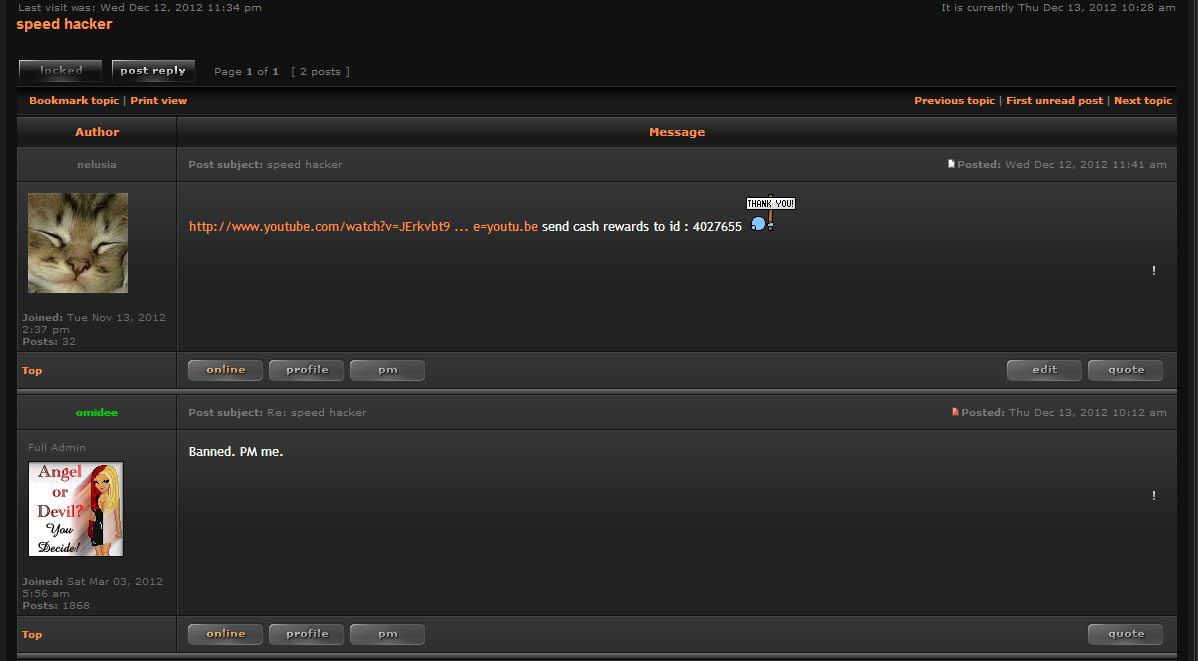 Last visit was: Wed Dec 12, 2012 11:34 pm It is currently Thu Dec 13, 2012 10:28 am
speed hacker
locked post reply Page 1 of 1 [ 2 posts ]
Bookmark topic | Print view Previous topic | First unread post | Next topic
Author Message
nelusia Post subject: speed hacker Posted: Wed Dec 12, 2012 11:41 am
THANK YOU!
http://www.youtube.com/watch?v=JErkvbt9 ... e=youtu.be send cash rewards to id : 4027655
!
Joined: Tue Nov 13, 2012
2:37 pm
Posts: 32
Top online profile pm edit quote
omidee Post subject: Re: speed hacker Posted: Thu Dec 13, 2012 10:12 am
Full Admin
Banned. PM me.
Angel
or
Devil?
You
Decide!
!
Joined: Sat Mar 03, 2012
5:56 am
Posts: 1868
Top online profile pm quote